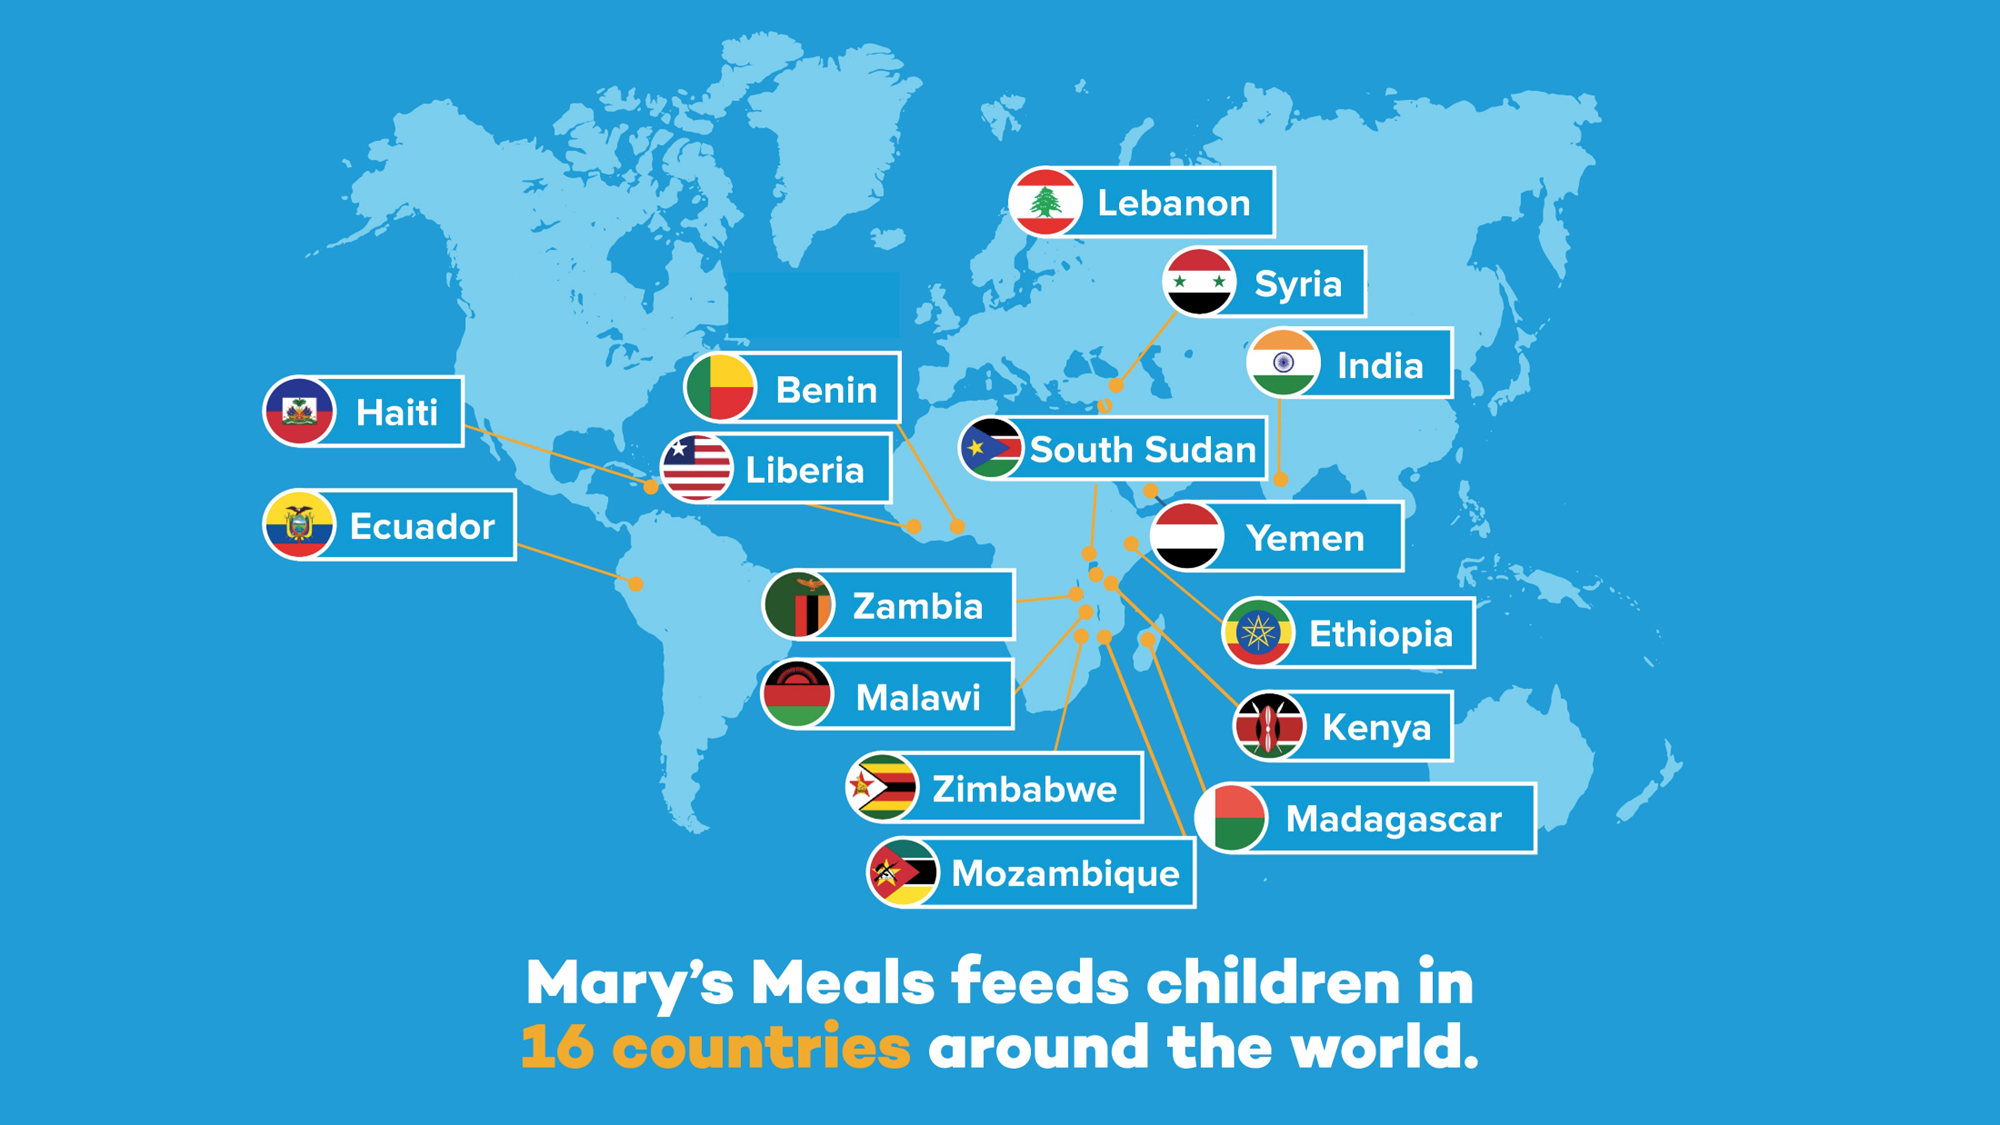 Lebanon
Syria
India
Benin
Haiti
South Sudan
Liberia
Ecuador
Yemen
Zambia
Ethiopia
Malawi
Kenya
Zimbabwe
Madagascar
Mozambique
Mary's Meals feeds children in
16 countries around the world.